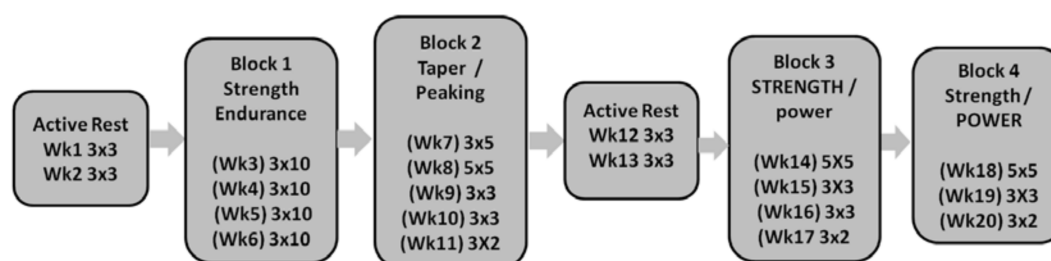 Active Rest
Wk1 3x3
Wk2 3x3
Block 1
Strength
Endurance
(Wk3) 3x10
(Wk4) 3x10
(Wk5) 3x10
(Wk6) 3x10
Block 2
Taper /
Peaking
(Wk7) 3x5
(Wk8) 5x5
(Wk9) 3x3
(Wk10) 3x3
(Wk11) 3X2
Active Rest
Wk12 3x3
Wk13 3x3
Block 3
STRENGTH /
power
(Wk14) 5X5
(Wk15) 3X3
(Wk16) 3x3
(Wk17 3x2
Block 4
Strength /
POWER
(Wk18) 5x5
(Wk19) 3X3
(Wk20) 3x2